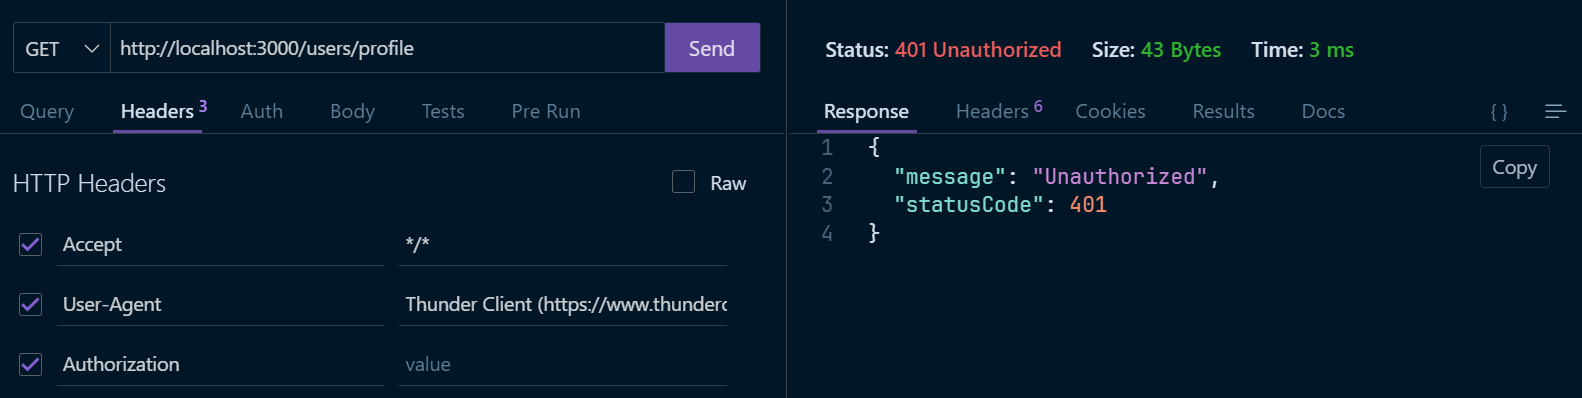 GET http://localhost:3000/users/profile Send
Query Headers 3 Auth Body Tests Pre Run
HTTP Headers Raw
Accept */*
User-Agent Thunder Client (https://www.thunderc
Authorization value
Status: 401 Unauthorized Size: 43 Bytes Time: 3 ms
Response Headers 6 Cookies Results Docs { }
Copy
1 {
2 "message": "Unauthorized",
3 "statusCode": 401
4 }